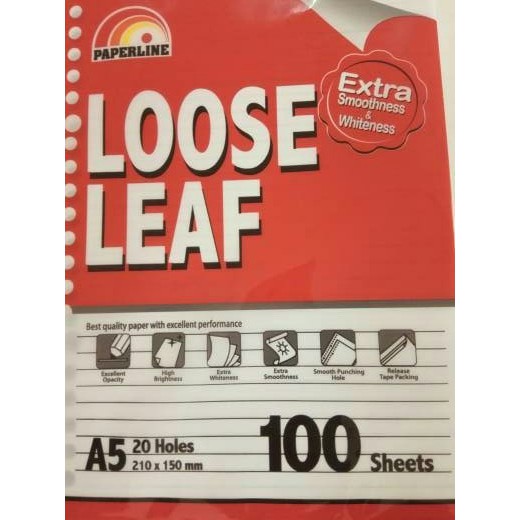 PAPERLINE
LOOSE
LEAF
Extra
Smoothness
&
Whiteness
Best quality paper with excellent performance
Excellent
Opacity
High
Brightness
Extra
Whiteness
Extra
Smoothness
Smooth Punching
Hole
Release
Tape Packing
A5
20 Holes
210 x 150 mm
100
Sheets